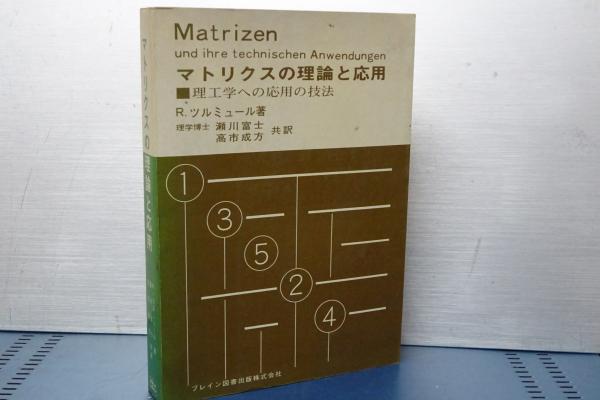 Matrizen
und ihre technischen Anwendungen
マトリクスの理論と応用
■理工学への応用の技法
R.ツルミュール著
理学博士 瀬川富士
高市成方 共訳
1
3
5
2
4
ブレイン図書出版株式会社
マトリクスの理論と応用